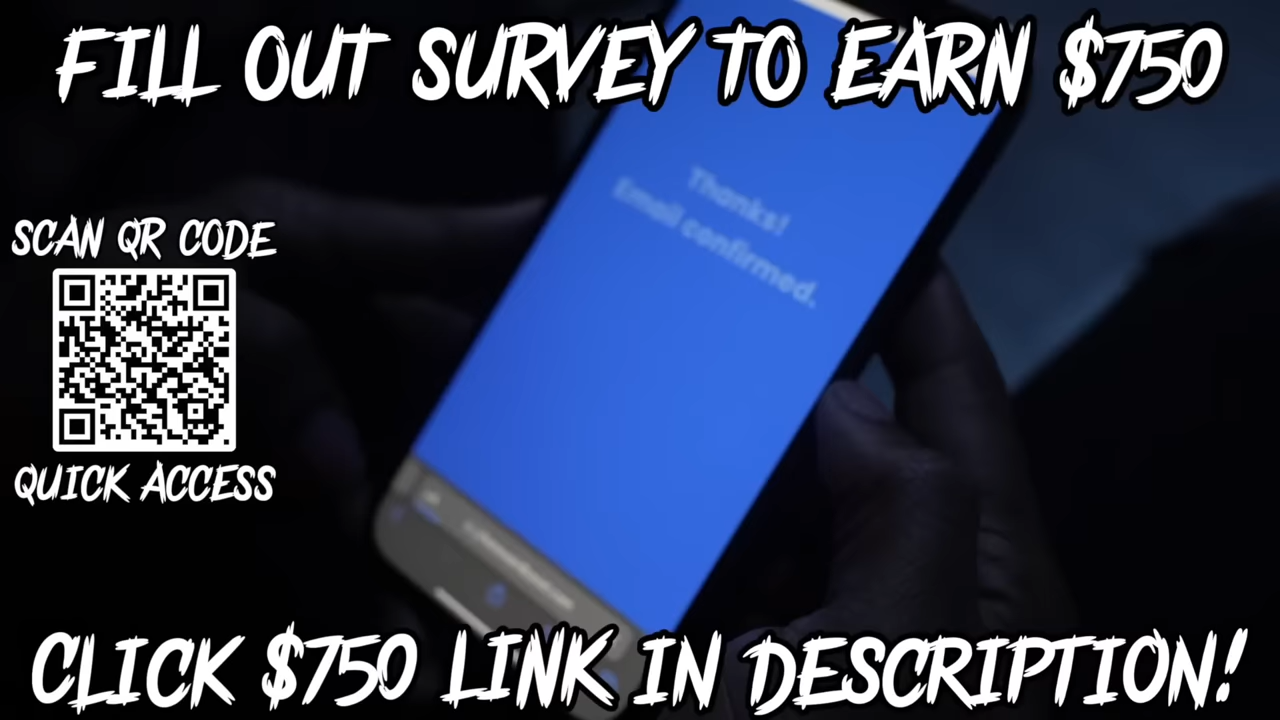 FILL OUT SURVEY TO EARN $750
Thanks!
Email confirmed.
SCAN QR CODE
QUICK ACCESS
CLICK $750 LINK IN DESCRIPTION!